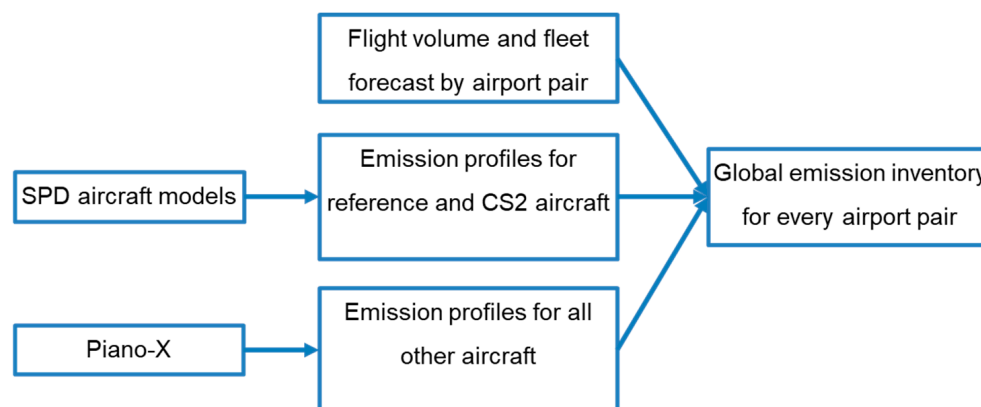 Flight volume and fleet
forecast by airport pair
SPD aircraft models
Emission profiles for
reference and CS2 aircraft
Global emission inventory
for every airport pair
Piano-X
Emission profiles for all
other aircraft